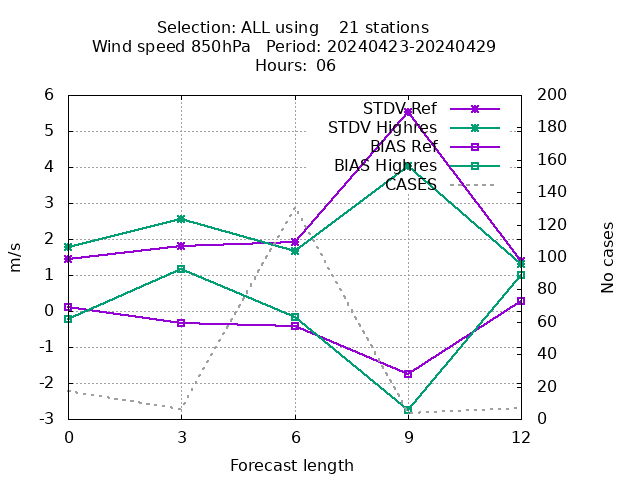 Selection: ALL using    21 stations
Wind speed 850hPa   Period: 20240423-20240429
Hours: 06
STDV Ref
STDV Highres
BIAS Ref
BIAS Highres
CASES
6
5
4
3
2
1
0
-1
-2
-3
m/s
200
180
160
140
120
100
80
60
40
20
0
No cases
0 3 6 9 12
Forecast length